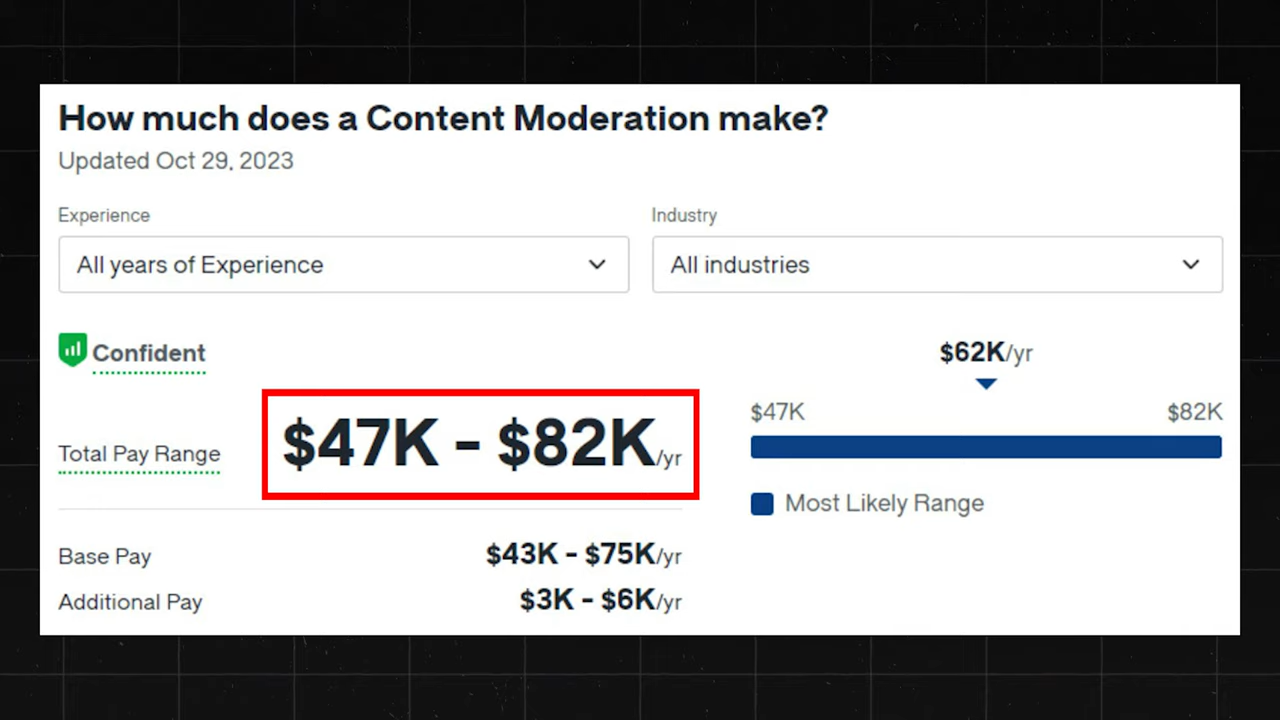 How much does a Content Moderation make?
Updated Oct 29, 2023
Experience
Industry
All years of Experience
All industries
Confident
$62K/yr
$47K
$82K
Total Pay Range
$47K - $82K/yr
Most Likely Range
Base Pay
$43K - $75K/yr
Additional Pay
$3K - $6K/yr